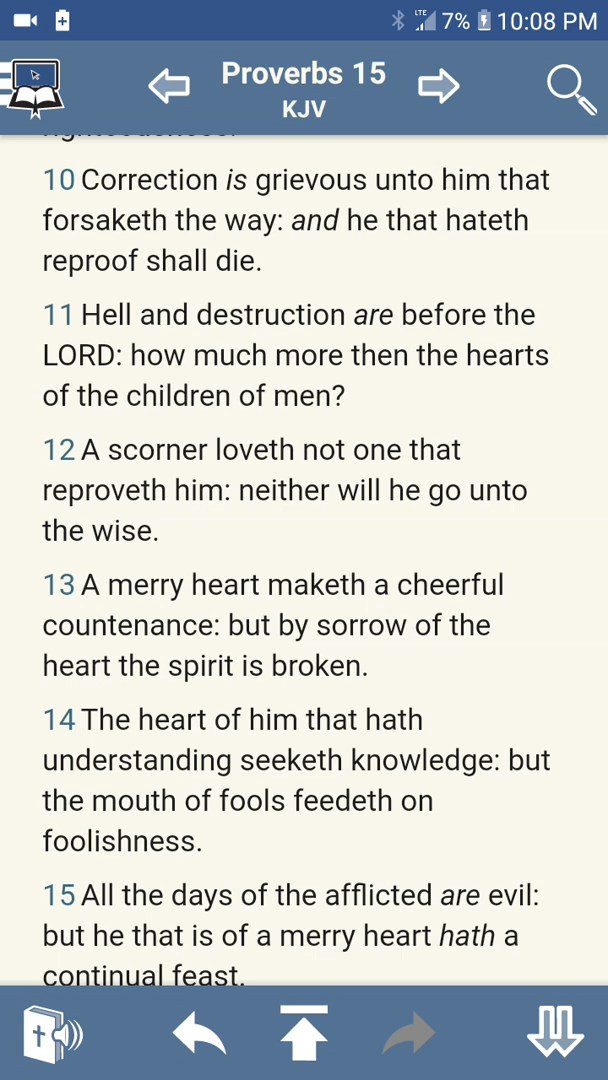 LTE 7% 10:08 PM
Proverbs 15
KJV
10 Correction is grievous unto him that
forsaketh the way: and he that hateth
reproof shall die.
11 Hell and destruction are before the
LORD: how much more then the hearts
of the children of men?
12 A scorner loveth not one that
reproveth him: neither will he go unto
the wise.
13 A merry heart maketh a cheerful
countenance: but by sorrow of the
heart the spirit is broken.
14 The heart of him that hath
understanding seeketh knowledge: but
the mouth of fools feedeth on
foolishness.
15 All the days of the afflicted are evil:
but he that is of a merry heart hath a
continual feast.